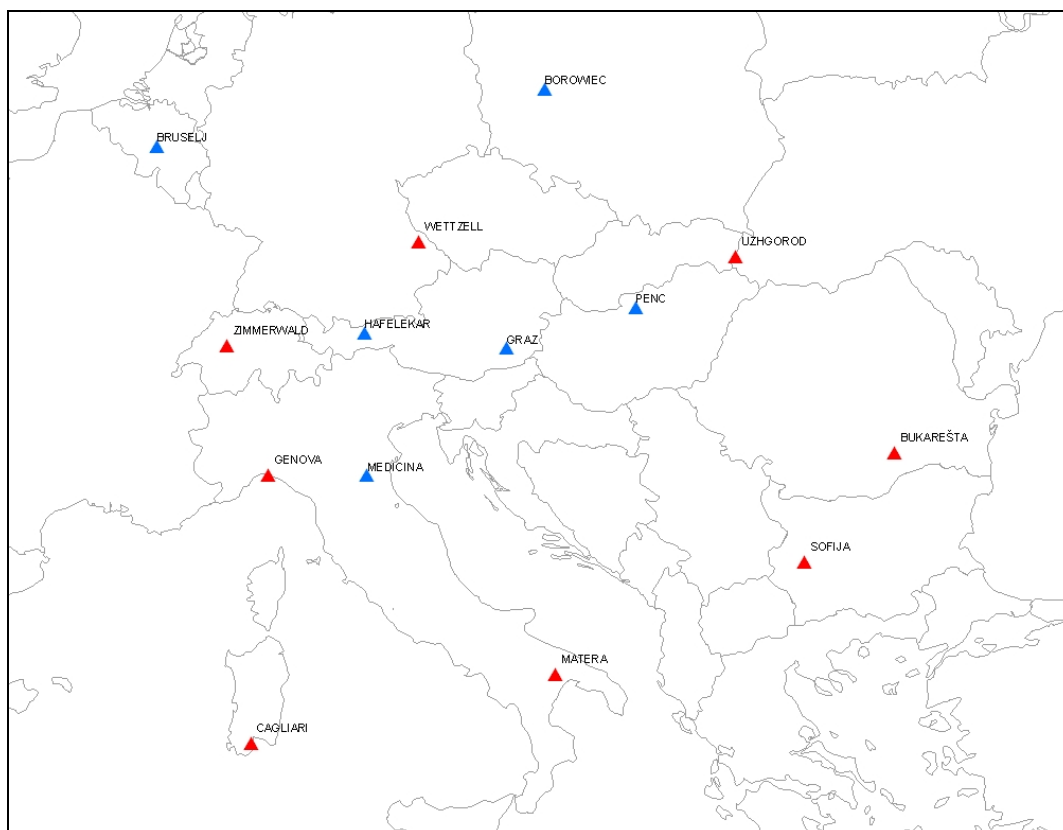 BOROWIEC
BRUSELJ
WETTZELL
UZHGOROD
PENC
HAFELEKAR
ZIMMERWALD
GRAZ
BUKAREŠTA
GENOVA
MEDICINA
SOFIJA
MATERA
CAGLIARI